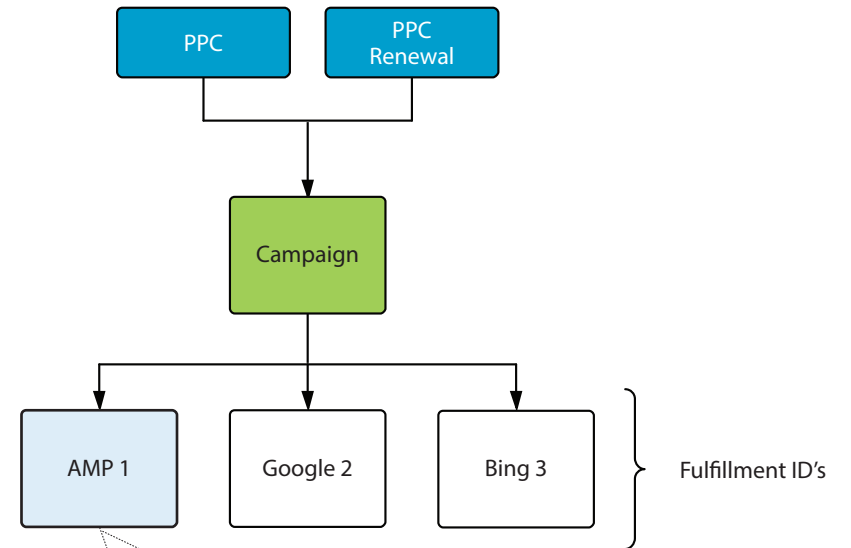 PPC
PPC
Renewal
Campaign
AMP 1
Google 2
Bing 3
Fulfillment ID's